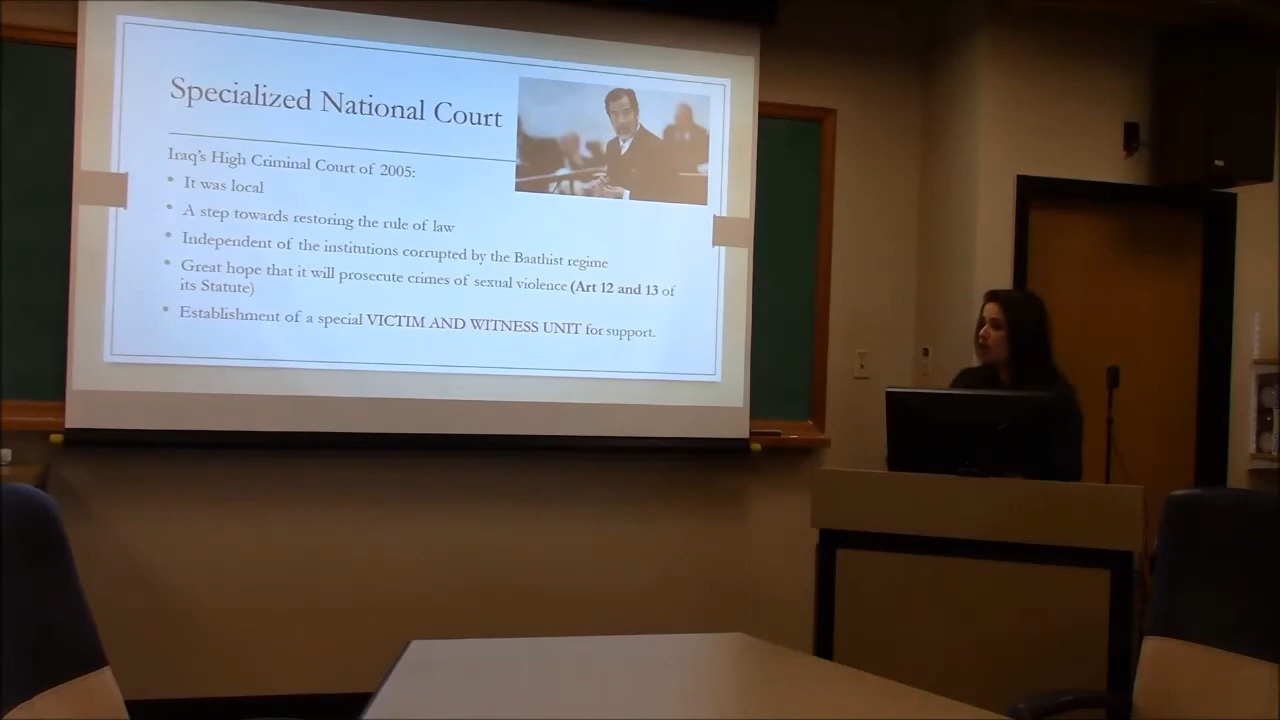 Specialized National Court
Iraq's High Criminal Court of 2005:
• It was local
• A step towards restoring the rule of law
• Independent of the institutions corrupted by the Baathist regime
• Great hope that it will prosecute crimes of sexual violence (Art 12 and 13 of
its Statute)
• Establishment of a special VICTIM AND WITNESS UNIT for support.